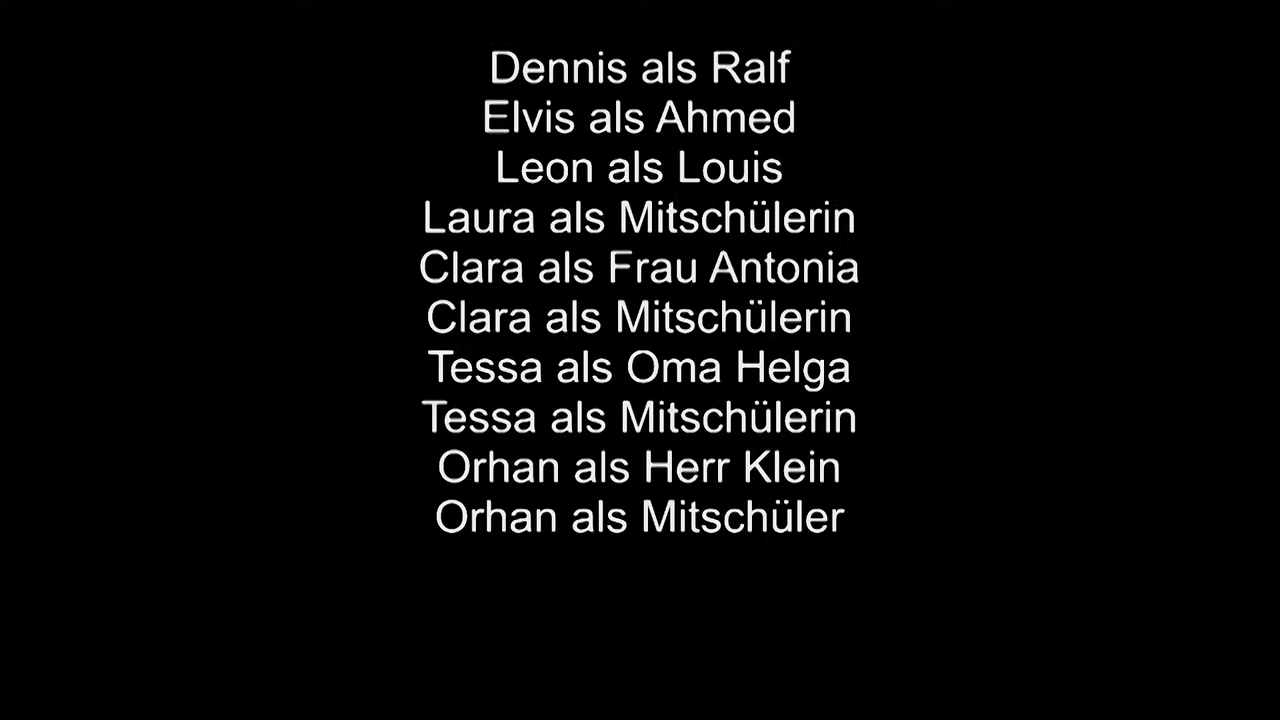 Dennis als Ralf
Elvis als Ahmed
Leon als Louis
Laura als Mitschülerin
Clara als Frau Antonia
Clara als Mitschülerin
Tessa als Oma Helga
Tessa als Mitschülerin
Orhan als Herr Klein
Orhan als Mitschüler